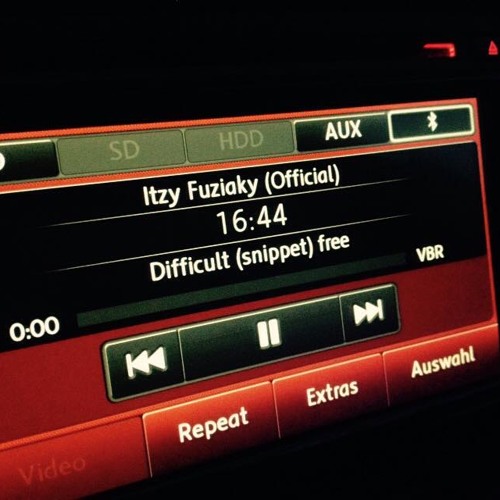 SD HDD AUX
Itzy Fuziaky (Official)
16:44
Difficult (snippet) free
VBR
0:00
Video Repeat Extras Auswahl